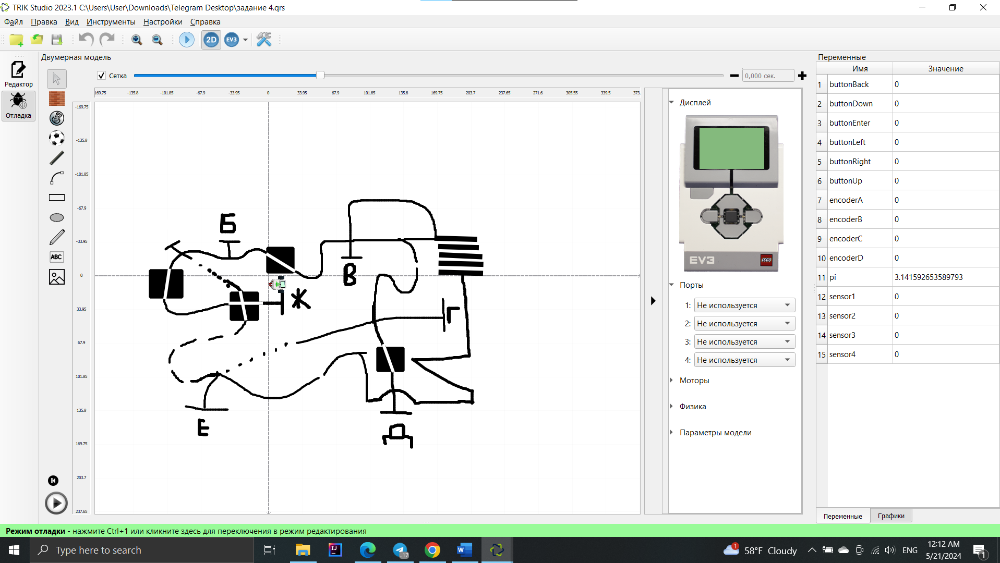 TRIK Studio 2023.1 C:\Users\User\Downloads\Telegram Desktop\задание 4.qrs
Файл Правка Вид Инструменты Настройки Справка
2D EV3
Двумерная модель
Переменные
Редактор
Отладка
Сетка
0,000 сек.
169.75 -135.8 -101.85 -67.9 -33.95 0 33.95 67.9 101.85 135.8 169.75 203.7 237.65 271.6 305.55 339.5 373.
-169.75
-135.8
-101.85
-67.9
-33.95
0
33.95
67.9
101.85
135.8
169.75
203.7
237.65
ABC
Б
В
Ж
Г
Е
Д
Дисплей
EV3
LEGO
Порты
1: Не используется
2: Не используется
3: Не используется
4: Не используется
Моторы
Физика
Параметры модели
Имя Значение
1 buttonBack 0
2 buttonDown 0
3 buttonEnter 0
4 buttonLeft 0
5 buttonRight 0
6 buttonUp 0
7 encoderA 0
8 encoderB 0
9 encoderC 0
10 encoderD 0
11 pi 3.141592653589793
12 sensor1 0
13 sensor2 0
14 sensor3 0
15 sensor4 0
Переменные Графики
Режим отладки - нажмите Ctrl+1 или кликните здесь для переключения в режим редактирования
Type here to search
IJ
..17
W
1
58°F Cloudy
ENG
12:12 AM
5/21/2024
1